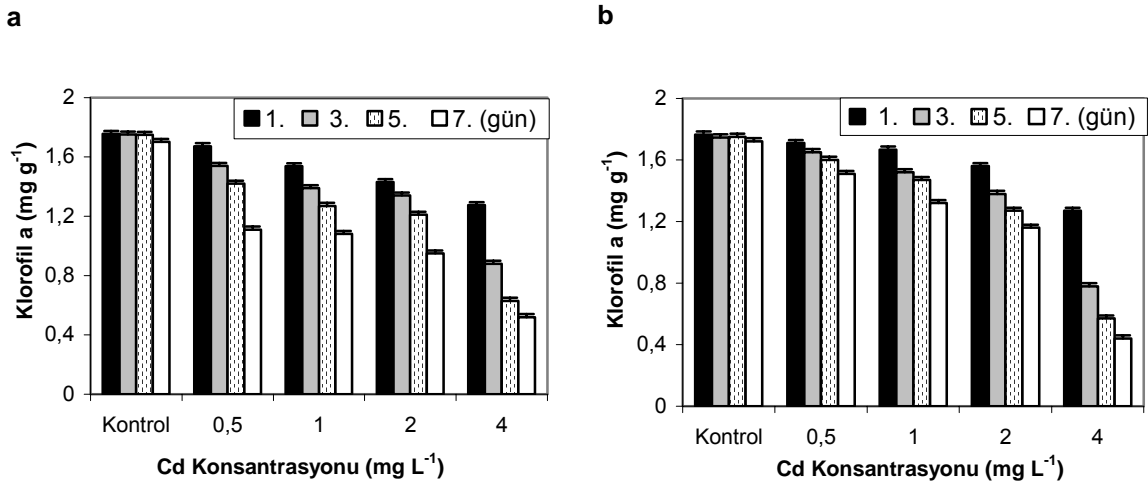 a
2
1. 3. 5. 7. (gün)
1,6
1,2
0,8
0,4
0
Klorofil a (mg g⁻¹)
Kontrol 0,5 1 2 4
Cd Konsantrasyonu (mg L⁻¹)
b
2
1. 3. 5. 7. (gün)
1,6
1,2
0,8
0,4
0
Klorofil a (mg g⁻¹)
Kontrol 0,5 1 2 4
Cd Konsantrasyonu (mg L⁻¹)